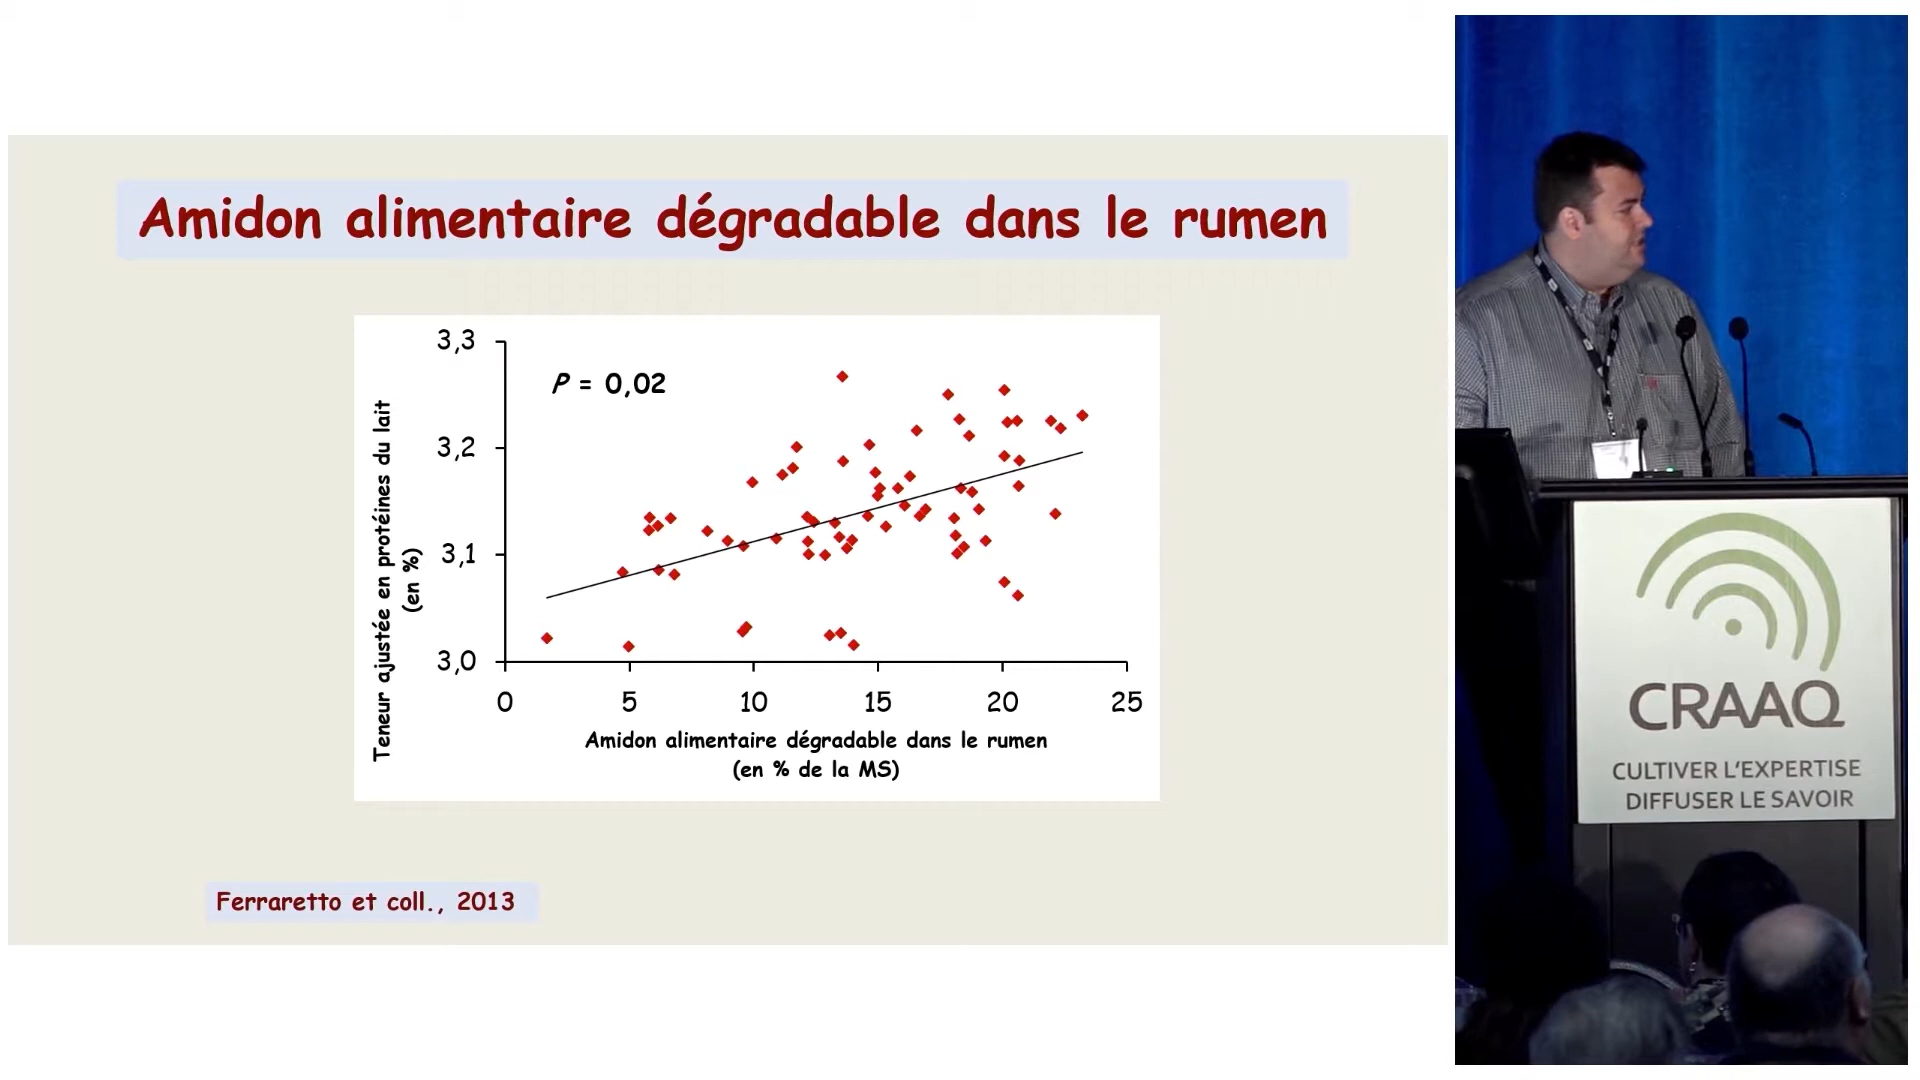 Amidon alimentaire dégradable dans le rumen
P = 0,02
3,3
3,2
3,1
3,0
Teneur ajustée en protéines du lait
(en %)
0 5 10 15 20 25
Amidon alimentaire dégradable dans le rumen
(en % de la MS)
Ferraretto et coll., 2013
CRAAQ
CULTIVER L'EXPERTISE
DIFFUSER LE SAVOIR